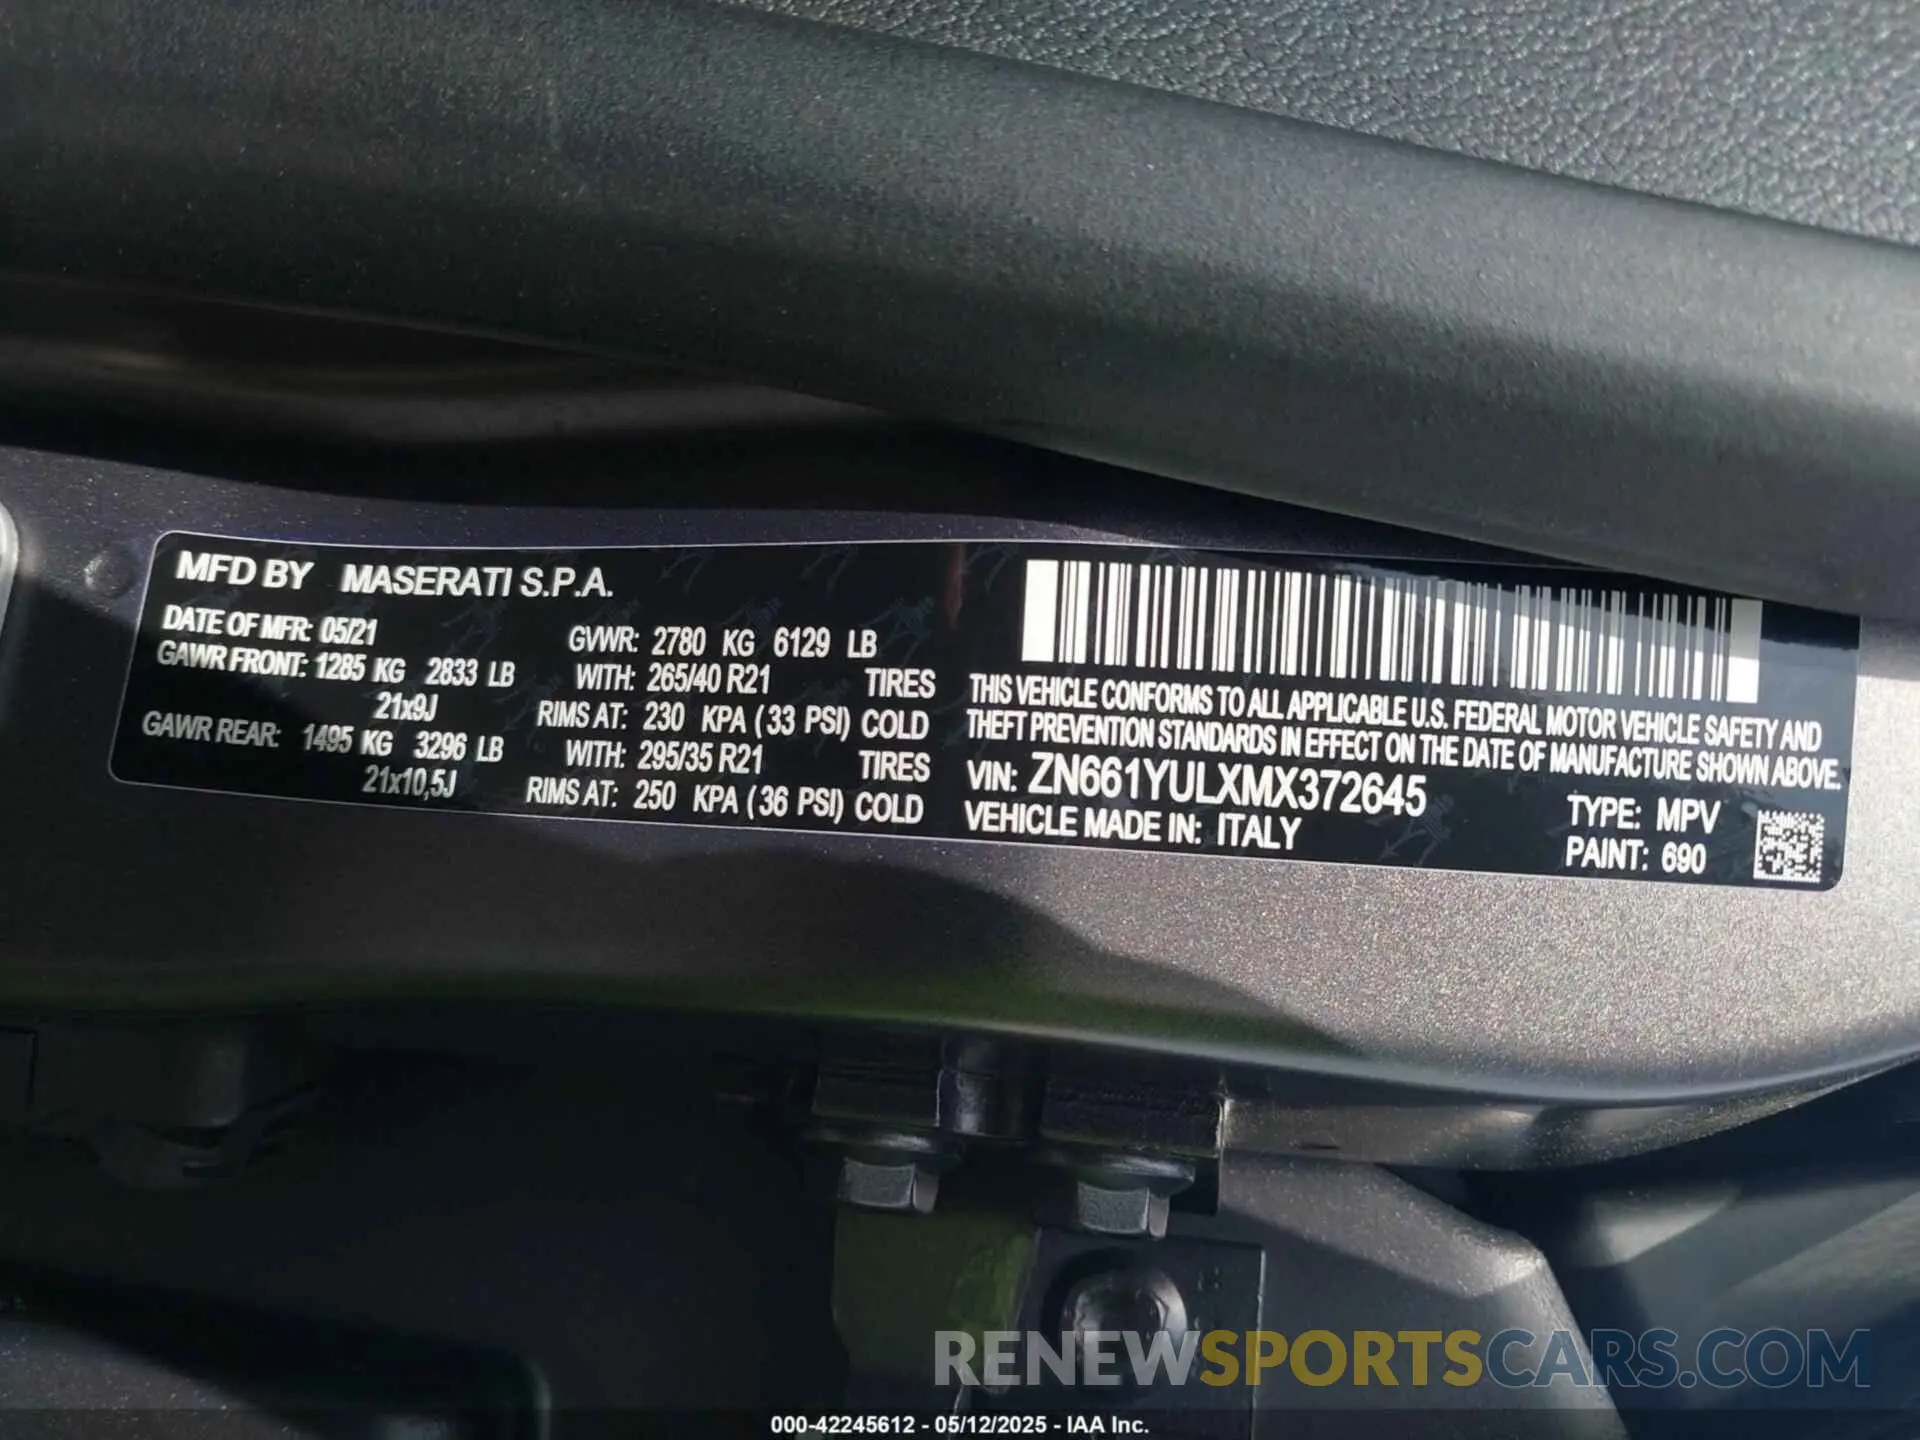 MFD BY MASERATI S.P.A.
DATE OF MFR: 05/21
GAWR FRONT: 1285 KG 2833 LB
21x9J
GAWR REAR: 1495 KG 3296 LB
21x10,5J
GVWR: 2780 KG 6129 LB
WITH: 265/40 R21 TIRES
RIMS AT: 230 KPA (33 PSI) COLD
WITH: 295/35 R21 TIRES
RIMS AT: 250 KPA (36 PSI) COLD
THIS VEHICLE CONFORMS TO ALL APPLICABLE U.S. FEDERAL MOTOR VEHICLE SAFETY AND
THEFT PREVENTION STANDARDS IN EFFECT ON THE DATE OF MANUFACTURE SHOWN ABOVE.
VIN: ZN661YULXMX372645
VEHICLE MADE IN: ITALY
TYPE: MPV
PAINT: 690
RENEWSPORTSCARS.COM
000-42245612 - 05/12/2025 - IAA Inc.